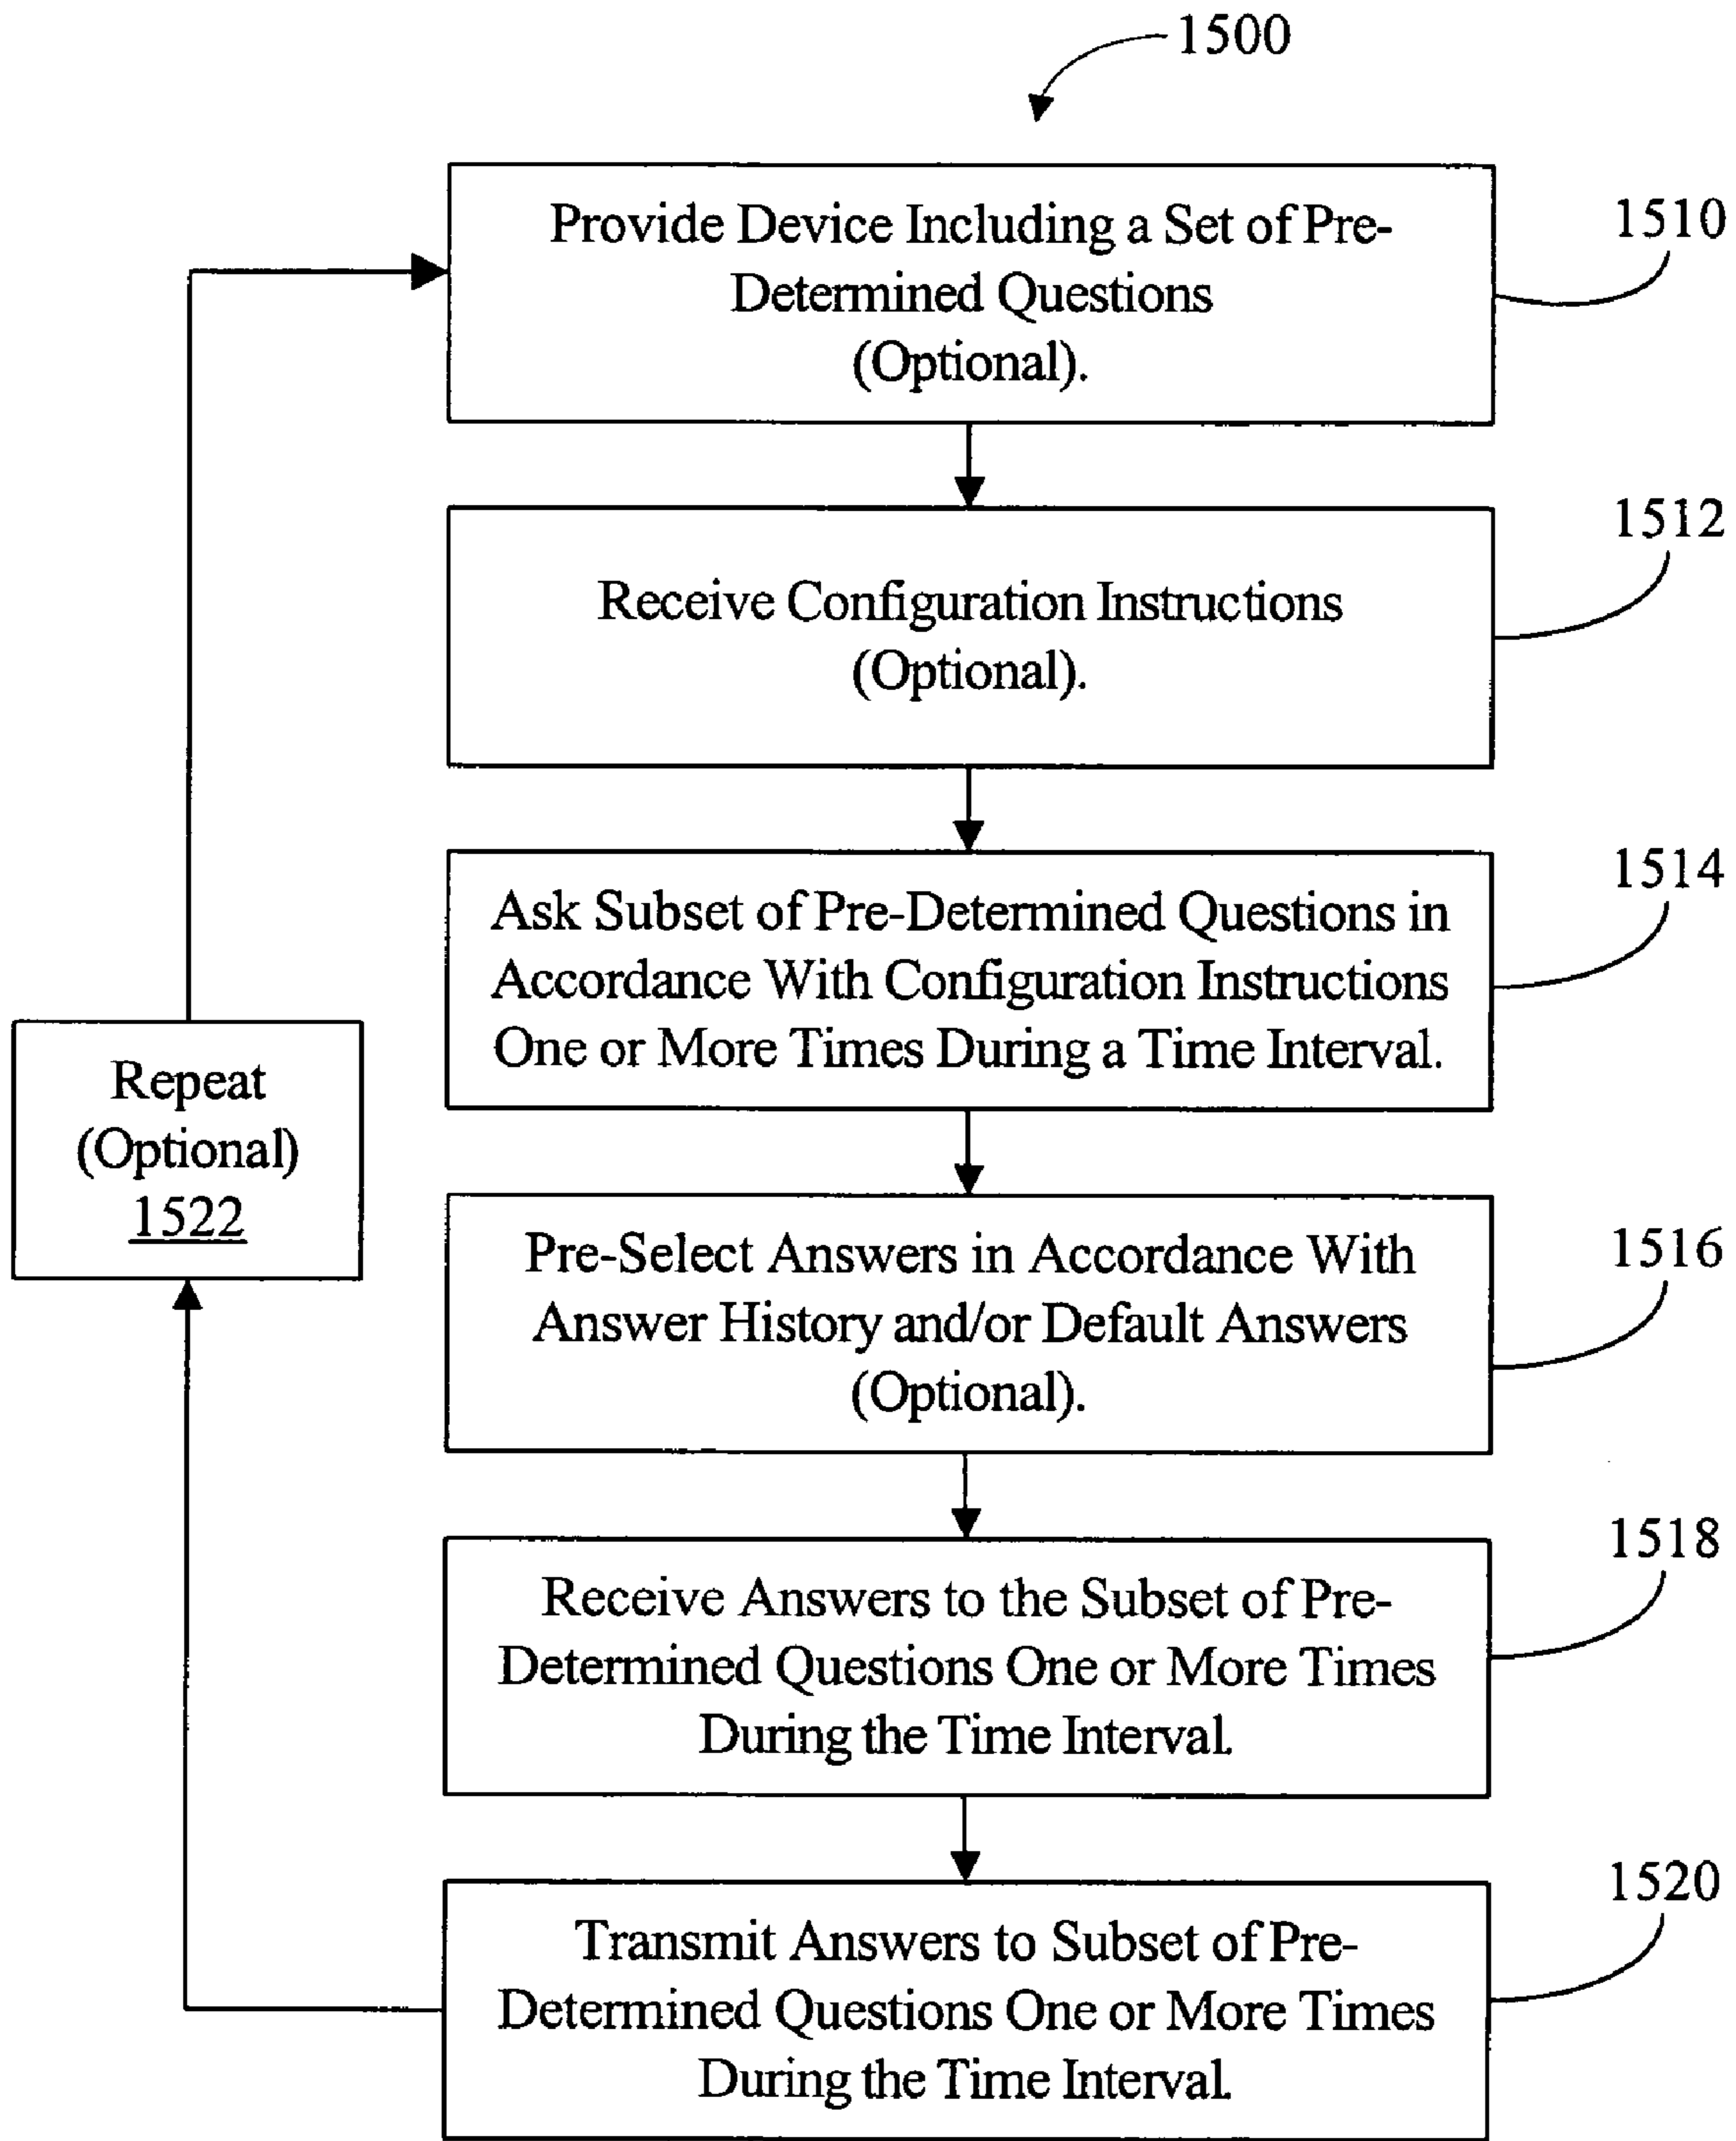 1500
Provide Device Including a Set of Pre-
Determined Questions
(Optional).
1510
Receive Configuration Instructions
(Optional).
1512
Ask Subset of Pre-Determined Questions in
Accordance With Configuration Instructions
One or More Times During a Time Interval.
1514
Pre-Select Answers in Accordance With
Answer History and/or Default Answers
(Optional).
1516
Receive Answers to the Subset of Pre-
Determined Questions One or More Times
During the Time Interval.
1518
Transmit Answers to Subset of Pre-
Determined Questions One or More Times
During the Time Interval.
1520
Repeat
(Optional)
1522